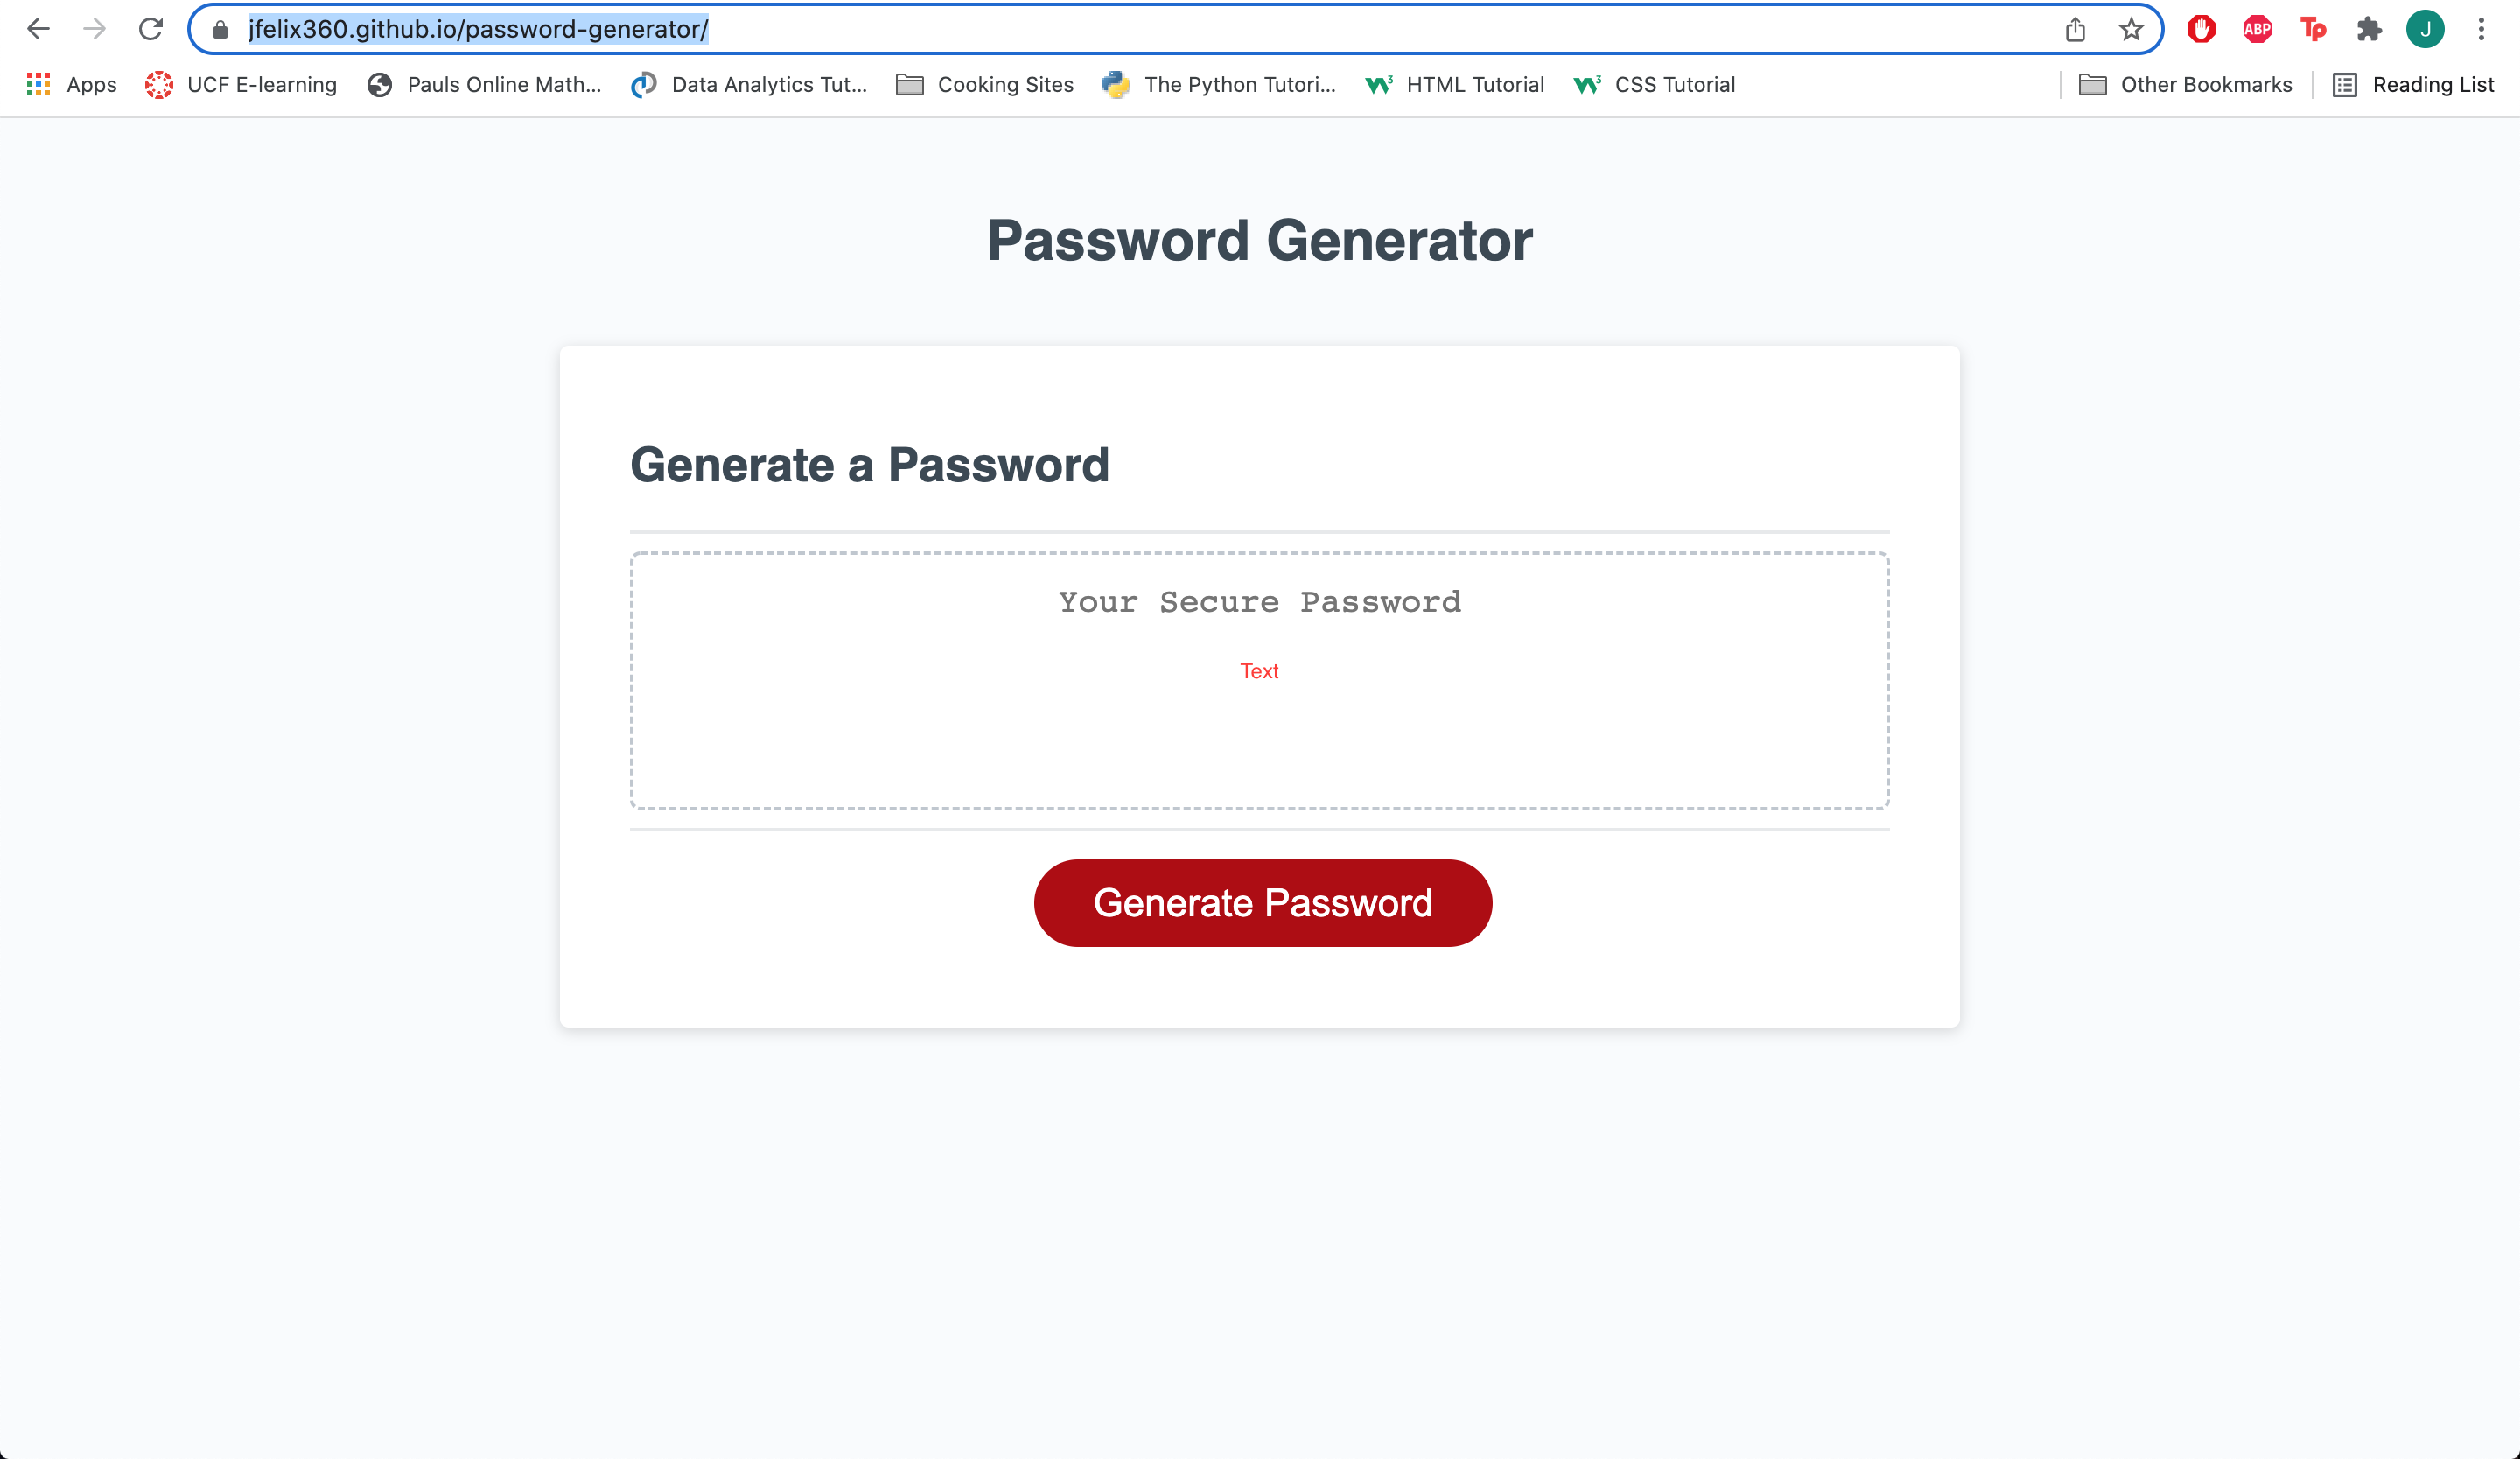 jfelix360.github.io/password-generator/
ABP Tp J
Apps UCF E-learning Pauls Online Math... Data Analytics Tut... Cooking Sites The Python Tutori... W3 HTML Tutorial W3 CSS Tutorial Other Bookmarks Reading List
Password Generator
Generate a Password
Your Secure Password
Text
Generate Password